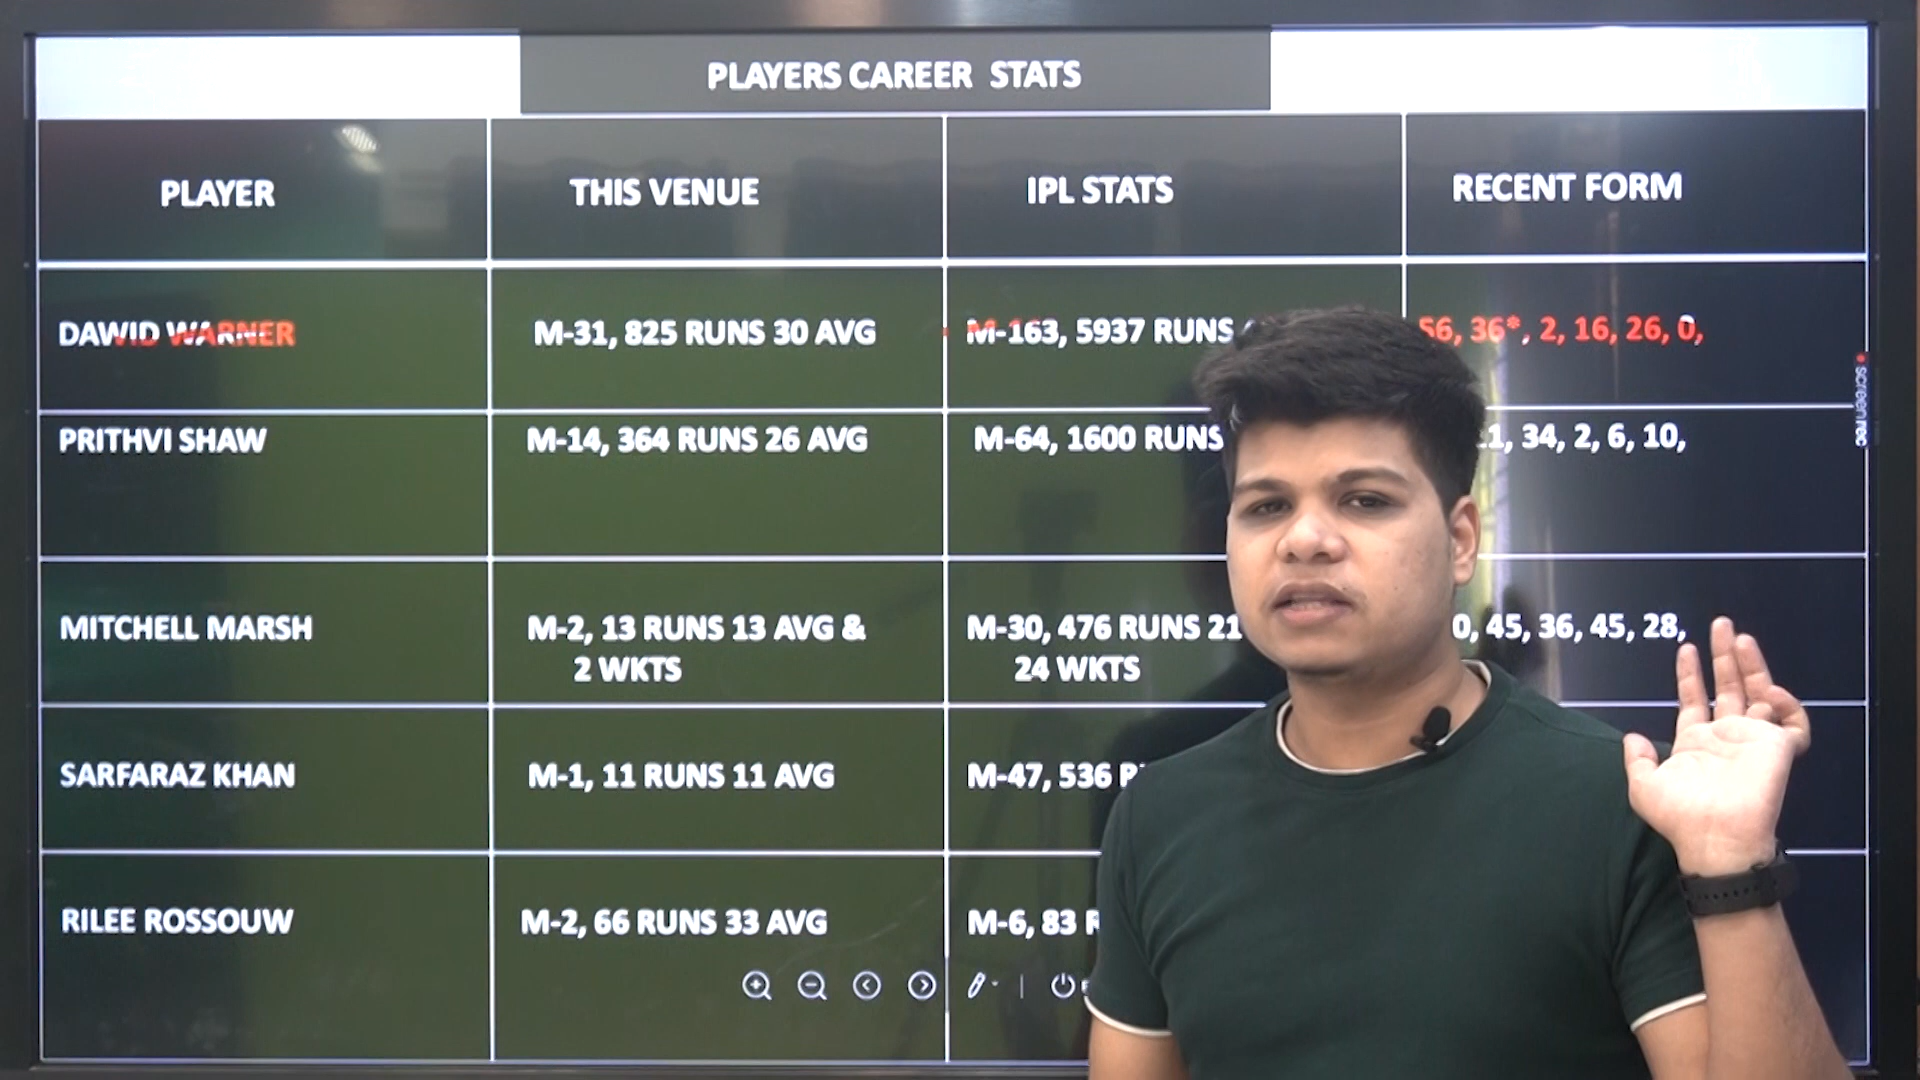 PLAYERS CAREER STATS
PLAYER THIS VENUE IPL STATS RECENT FORM
DAWID WARNER M-31, 825 RUNS 30 AVG M-163, 5937 RUNS 56, 36*, 2, 16, 26, 0,
PRITHVI SHAW M-14, 364 RUNS 26 AVG M-64, 1600 RUNS 34, 2, 6, 10,
MITCHELL MARSH M-2, 13 RUNS 13 AVG & M-30, 476 RUNS 21 45, 36, 45, 28,
2 WKTS 24 WKTS
SARFARAZ KHAN M-1, 11 RUNS 11 AVG M-47, 536
RILEE ROSSOUW M-2, 66 RUNS 33 AVG M-6, 83
screen rec